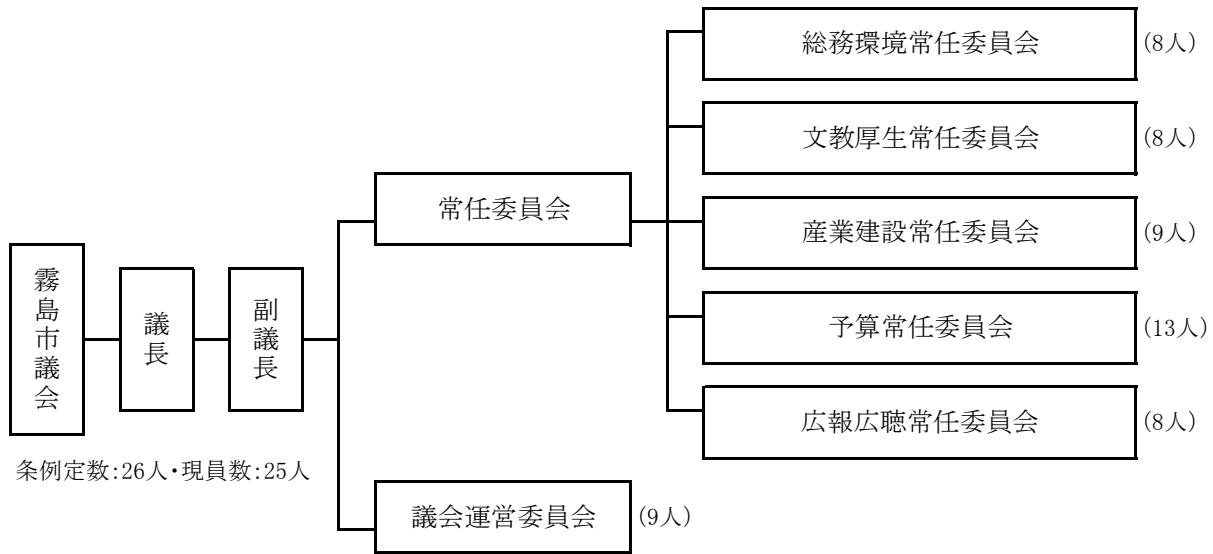 霧島市議会
議長
副議長
条例定数:26人・現員数:25人
常任委員会
総務環境常任委員会 (8人)
文教厚生常任委員会 (8人)
産業建設常任委員会 (9人)
予算常任委員会 (13人)
広報広聴常任委員会 (8人)
議会運営委員会 (9人)